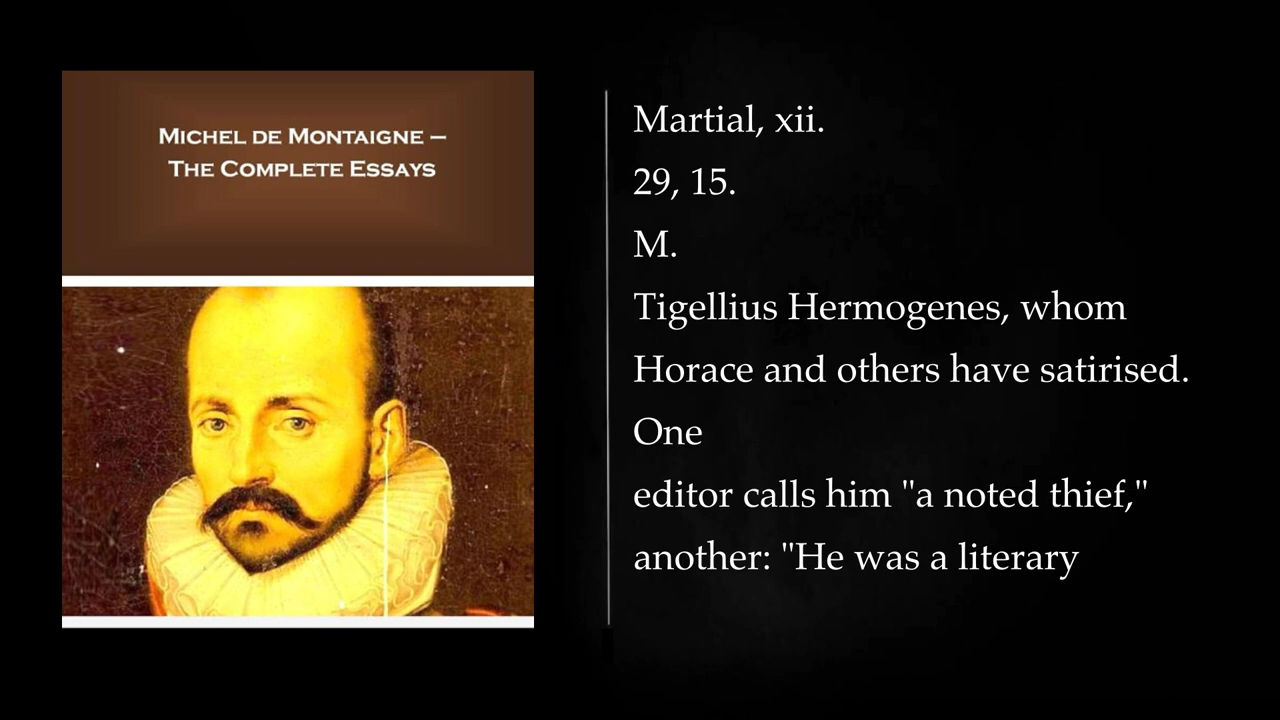 MICHEL DE MONTAIGNE –
THE COMPLETE ESSAYS
Martial, xii.
29, 15.
M.
Tigellius Hermogenes, whom
Horace and others have satirised.
One
editor calls him "a noted thief,"
another: "He was a literary